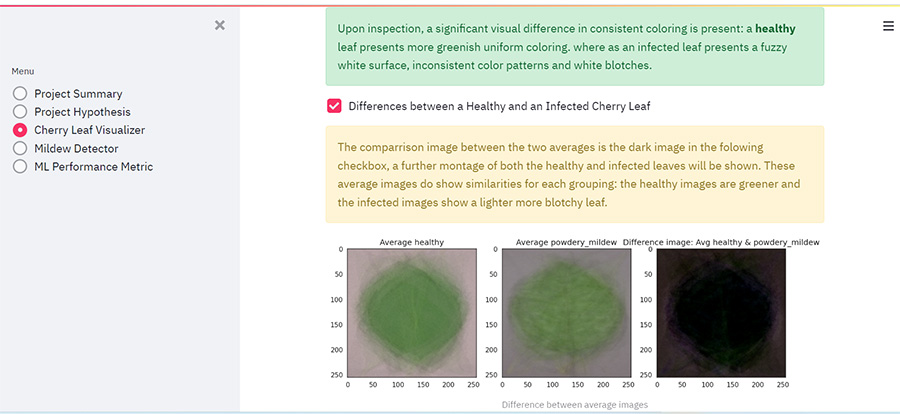 Menu
Project Summary
Project Hypothesis
Cherry Leaf Visualizer
Mildew Detector
ML Performance Metric
Upon inspection, a significant visual difference in consistent coloring is present: a healthy
leaf presents more greenish uniform coloring. where as an infected leaf presents a fuzzy
white surface, inconsistent color patterns and white blotches.
Differences between a Healthy and an Infected Cherry Leaf
The comparrison image between the two averages is the dark image in the folowing
checkbox, a further montage of both the healthy and infected leaves will be shown. These
average images do show similarities for each grouping: the healthy images are greener and
the infected images show a lighter more blotchy leaf.
Average healthy
0
50
100
150
200
250
0 50 100 150 200 250
Average powdery_mildew
0
50
100
150
200
250
0 50 100 150 200 250
Difference image: Avg healthy & powdery_mildew
0
50
100
150
200
250
0 50 100 150 200 250
Difference between average images